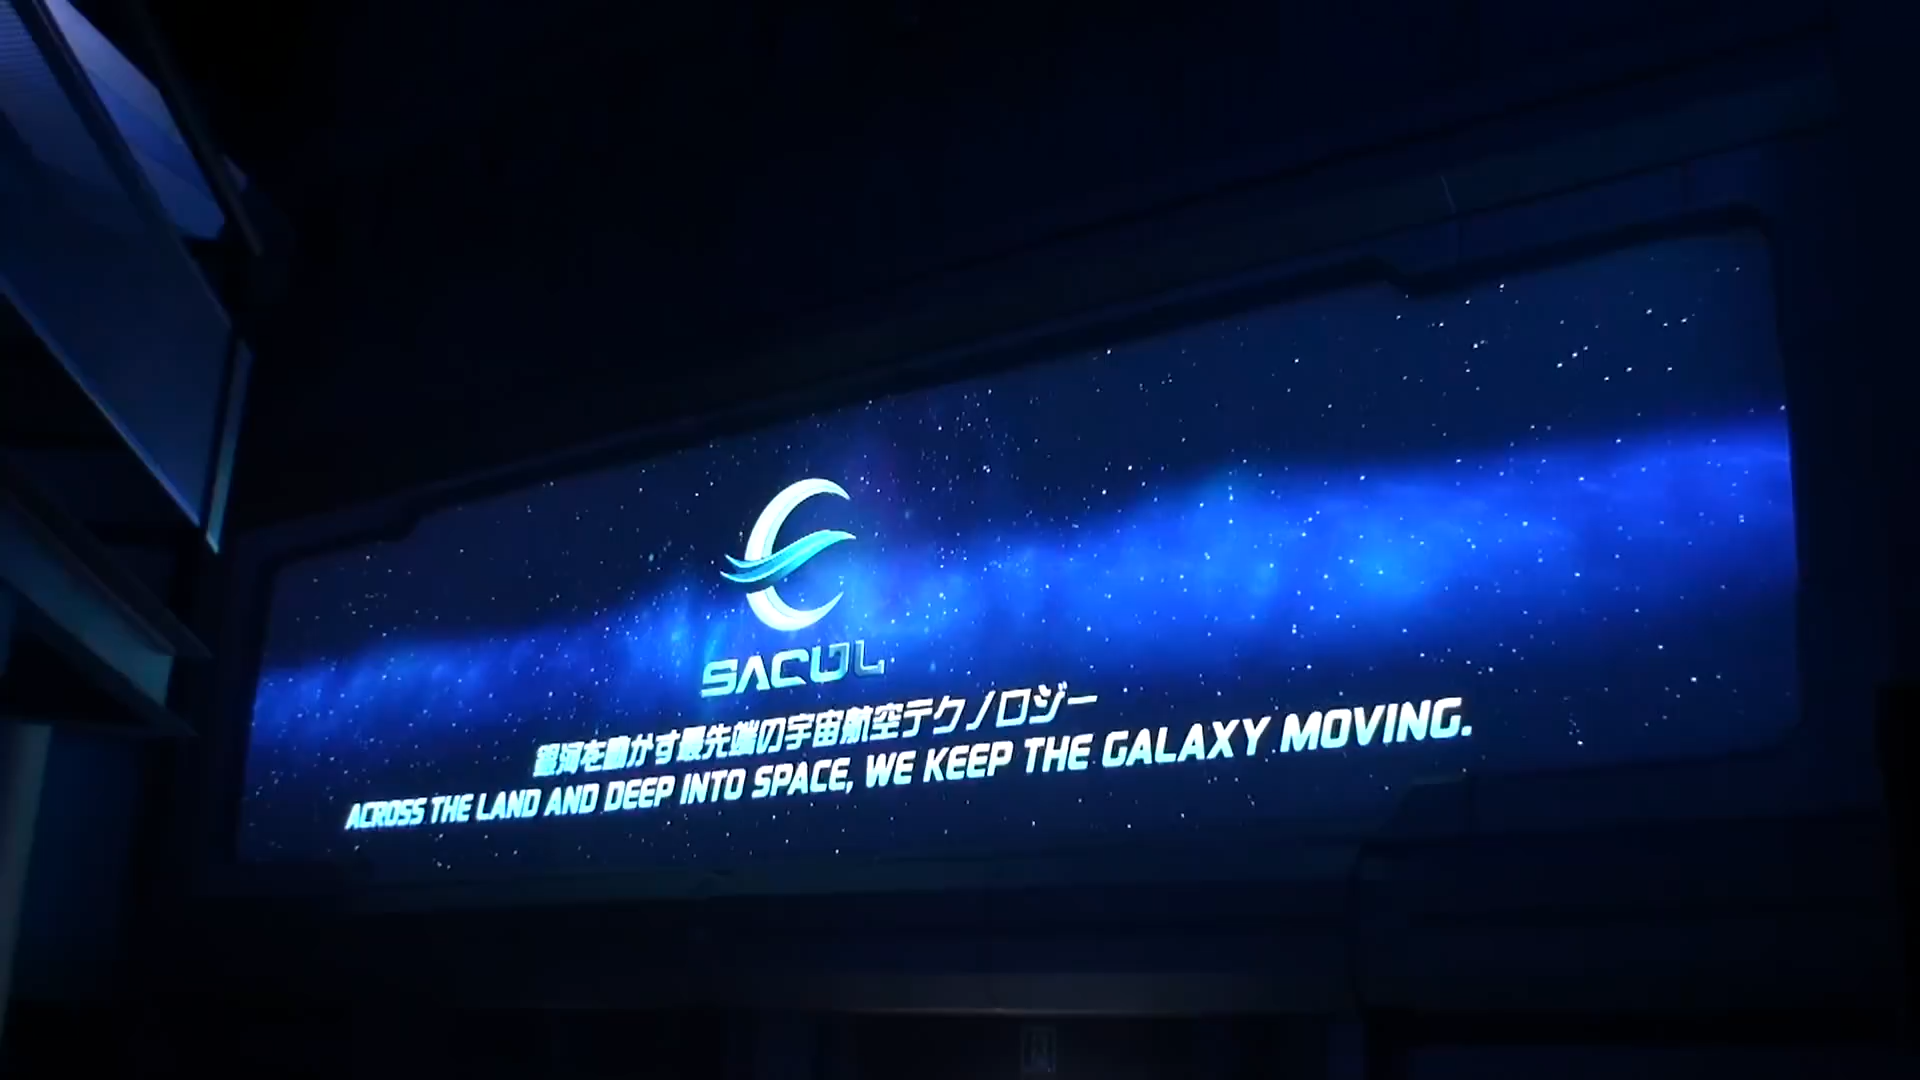 SACUL
銀河を動かす最先端の宇宙航空テクノロジー
ACROSS THE LAND AND DEEP INTO SPACE, WE KEEP THE GALAXY MOVING.